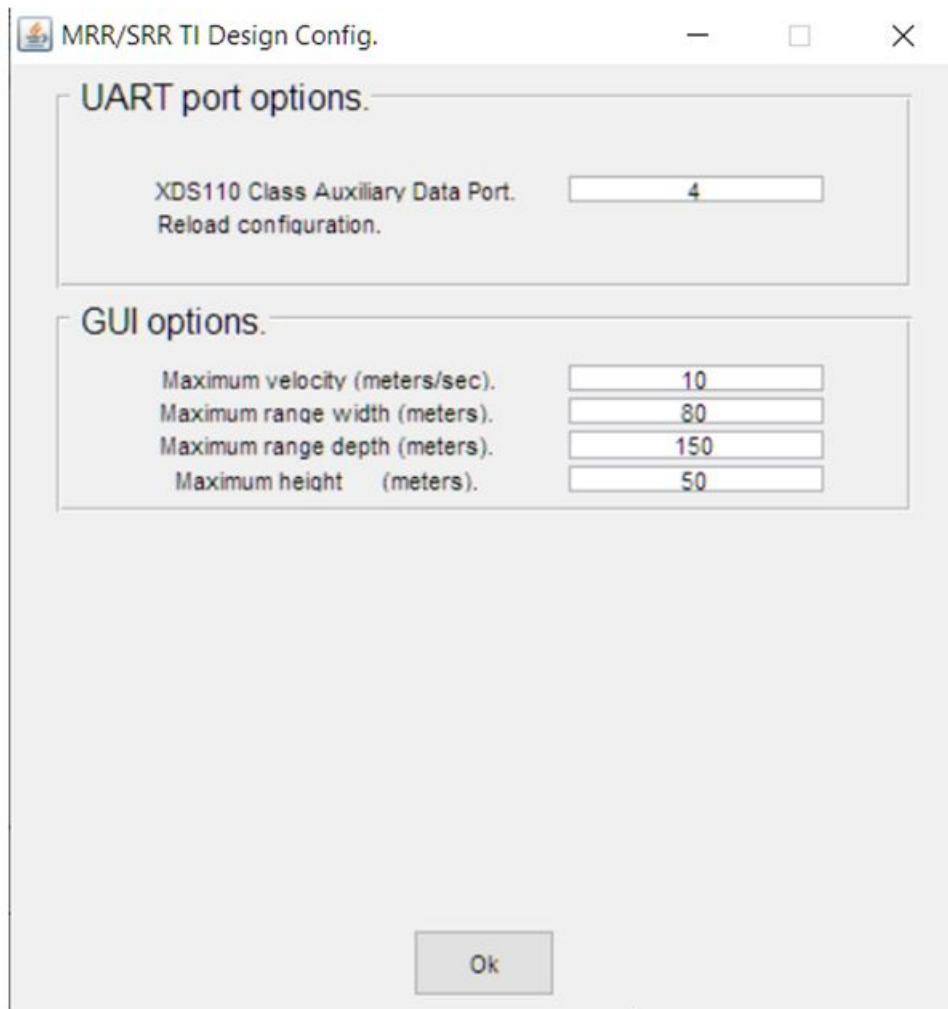 MRR/SRR TI Design Config.
UART port options.
XDS110 Class Auxiliary Data Port. 4
Reload configuration.
GUI options.
Maximum velocity (meters/sec). 10
Maximum range width (meters). 80
Maximum range depth (meters). 150
Maximum height (meters). 50
Ok